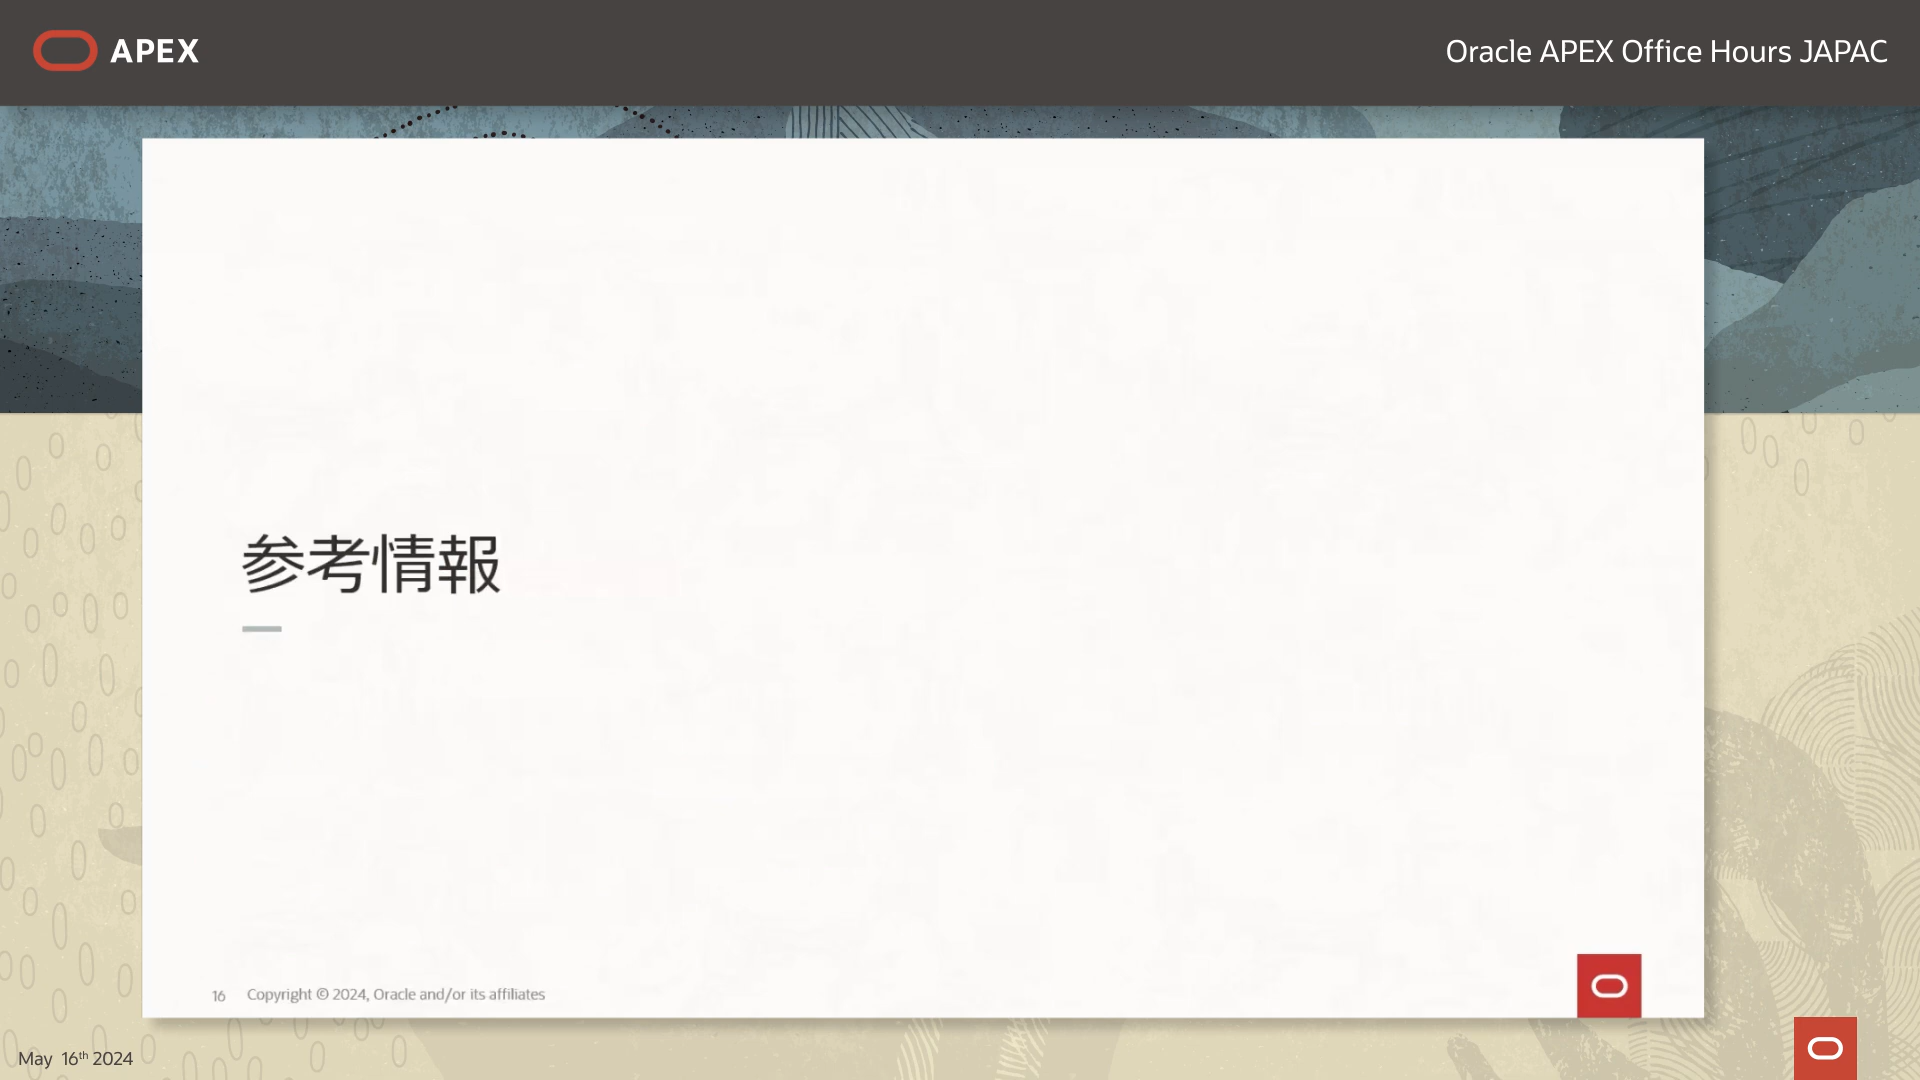 APEX
Oracle APEX Office Hours JAPAC
参考情報
16 Copyright © 2024, Oracle and/or its affiliates
May 16th 2024